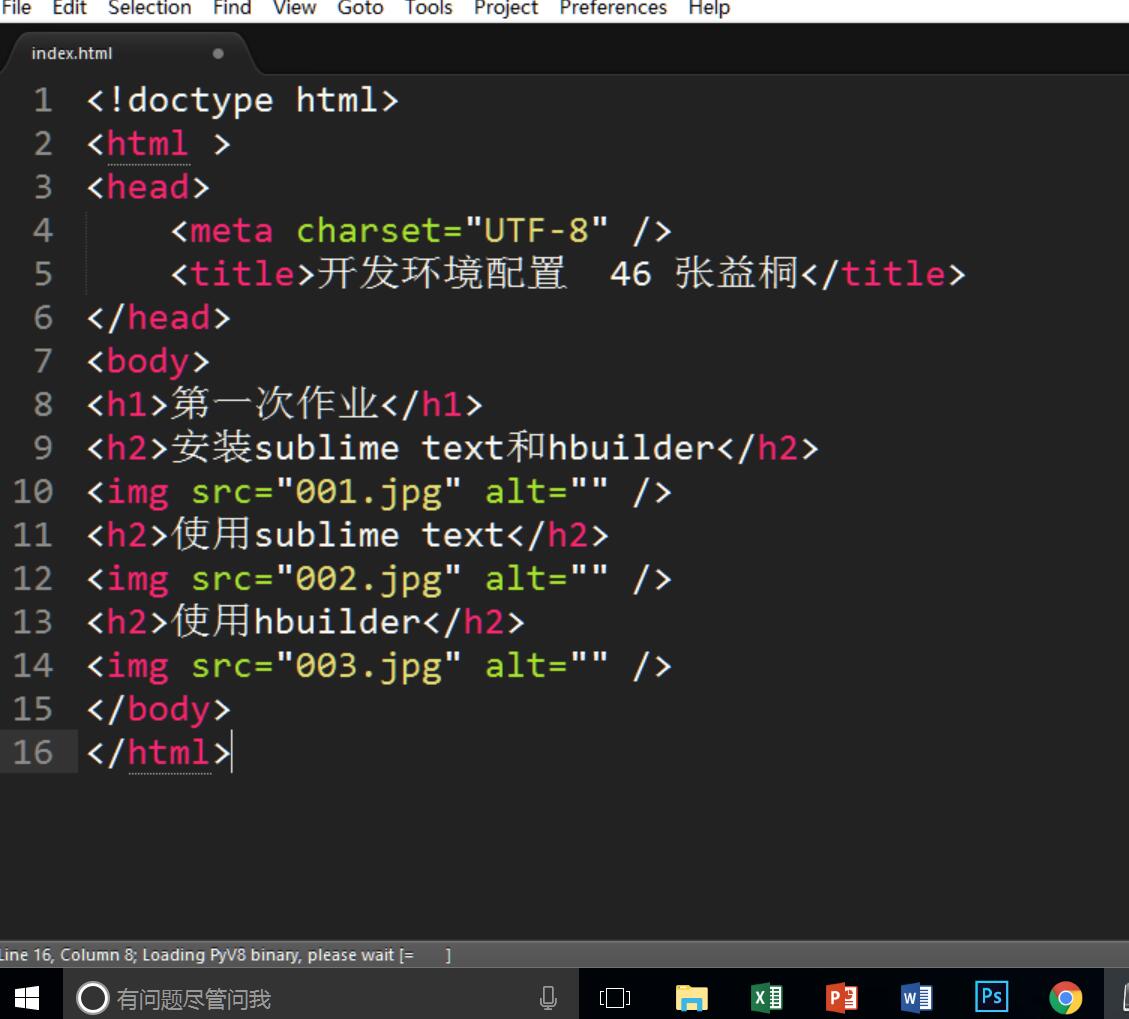 File Edit Selection Find View Goto Tools Project Preferences Help
index.html
1 <!doctype html>
2 <html >
3 <head>
4     <meta charset="UTF-8" />
5     <title>开发环境配置  46 张益桐</title>
6 </head>
7 <body>
8 <h1>第一次作业</h1>
9 <h2>安装sublime text和hbuilder</h2>
10 <img src="001.jpg" alt="" />
11 <h2>使用sublime text</h2>
12 <img src="002.jpg" alt="" />
13 <h2>使用hbuilder</h2>
14 <img src="003.jpg" alt="" />
15 </body>
16 </html>
Line 16, Column 8; Loading PyV8 binary, please wait [=     ]
有问题尽管问我
X P W Ps